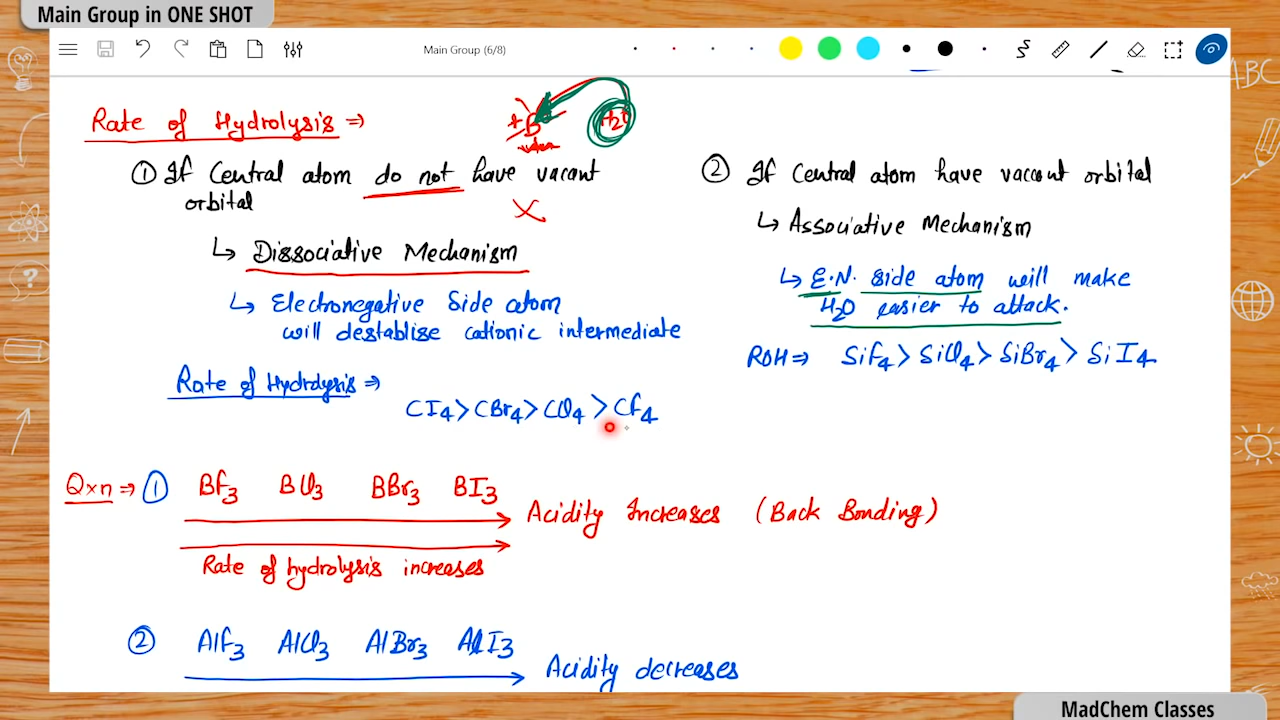 Main Group in ONE SHOT
Main Group (6/8)
ABC
Rate of Hydrolysis ⇒
H2O
① If Central atom do not have vacant
orbital
↳ Dissociative Mechanism
↳ Electronegative Side atom
will destablise cationic intermediate
Rate of Hydrolysis ⇒
CI4 > CBr4 > CCl4 > CF4
② If Central atom have vacant orbital
↳ Associative Mechanism
↳ E.N. side atom will make
H2O easier to attack.
ROH ⇒ SiF4 > SiCl4 > SiBr4 > SiI4
Qxn ⇒ ① BF3 BCl3 BBr3 BI3
Acidity Increases (Back Bonding)
Rate of hydrolysis increases
② AlF3 AlCl3 AlBr3 AlI3
Acidity decreases
MadChem Classes